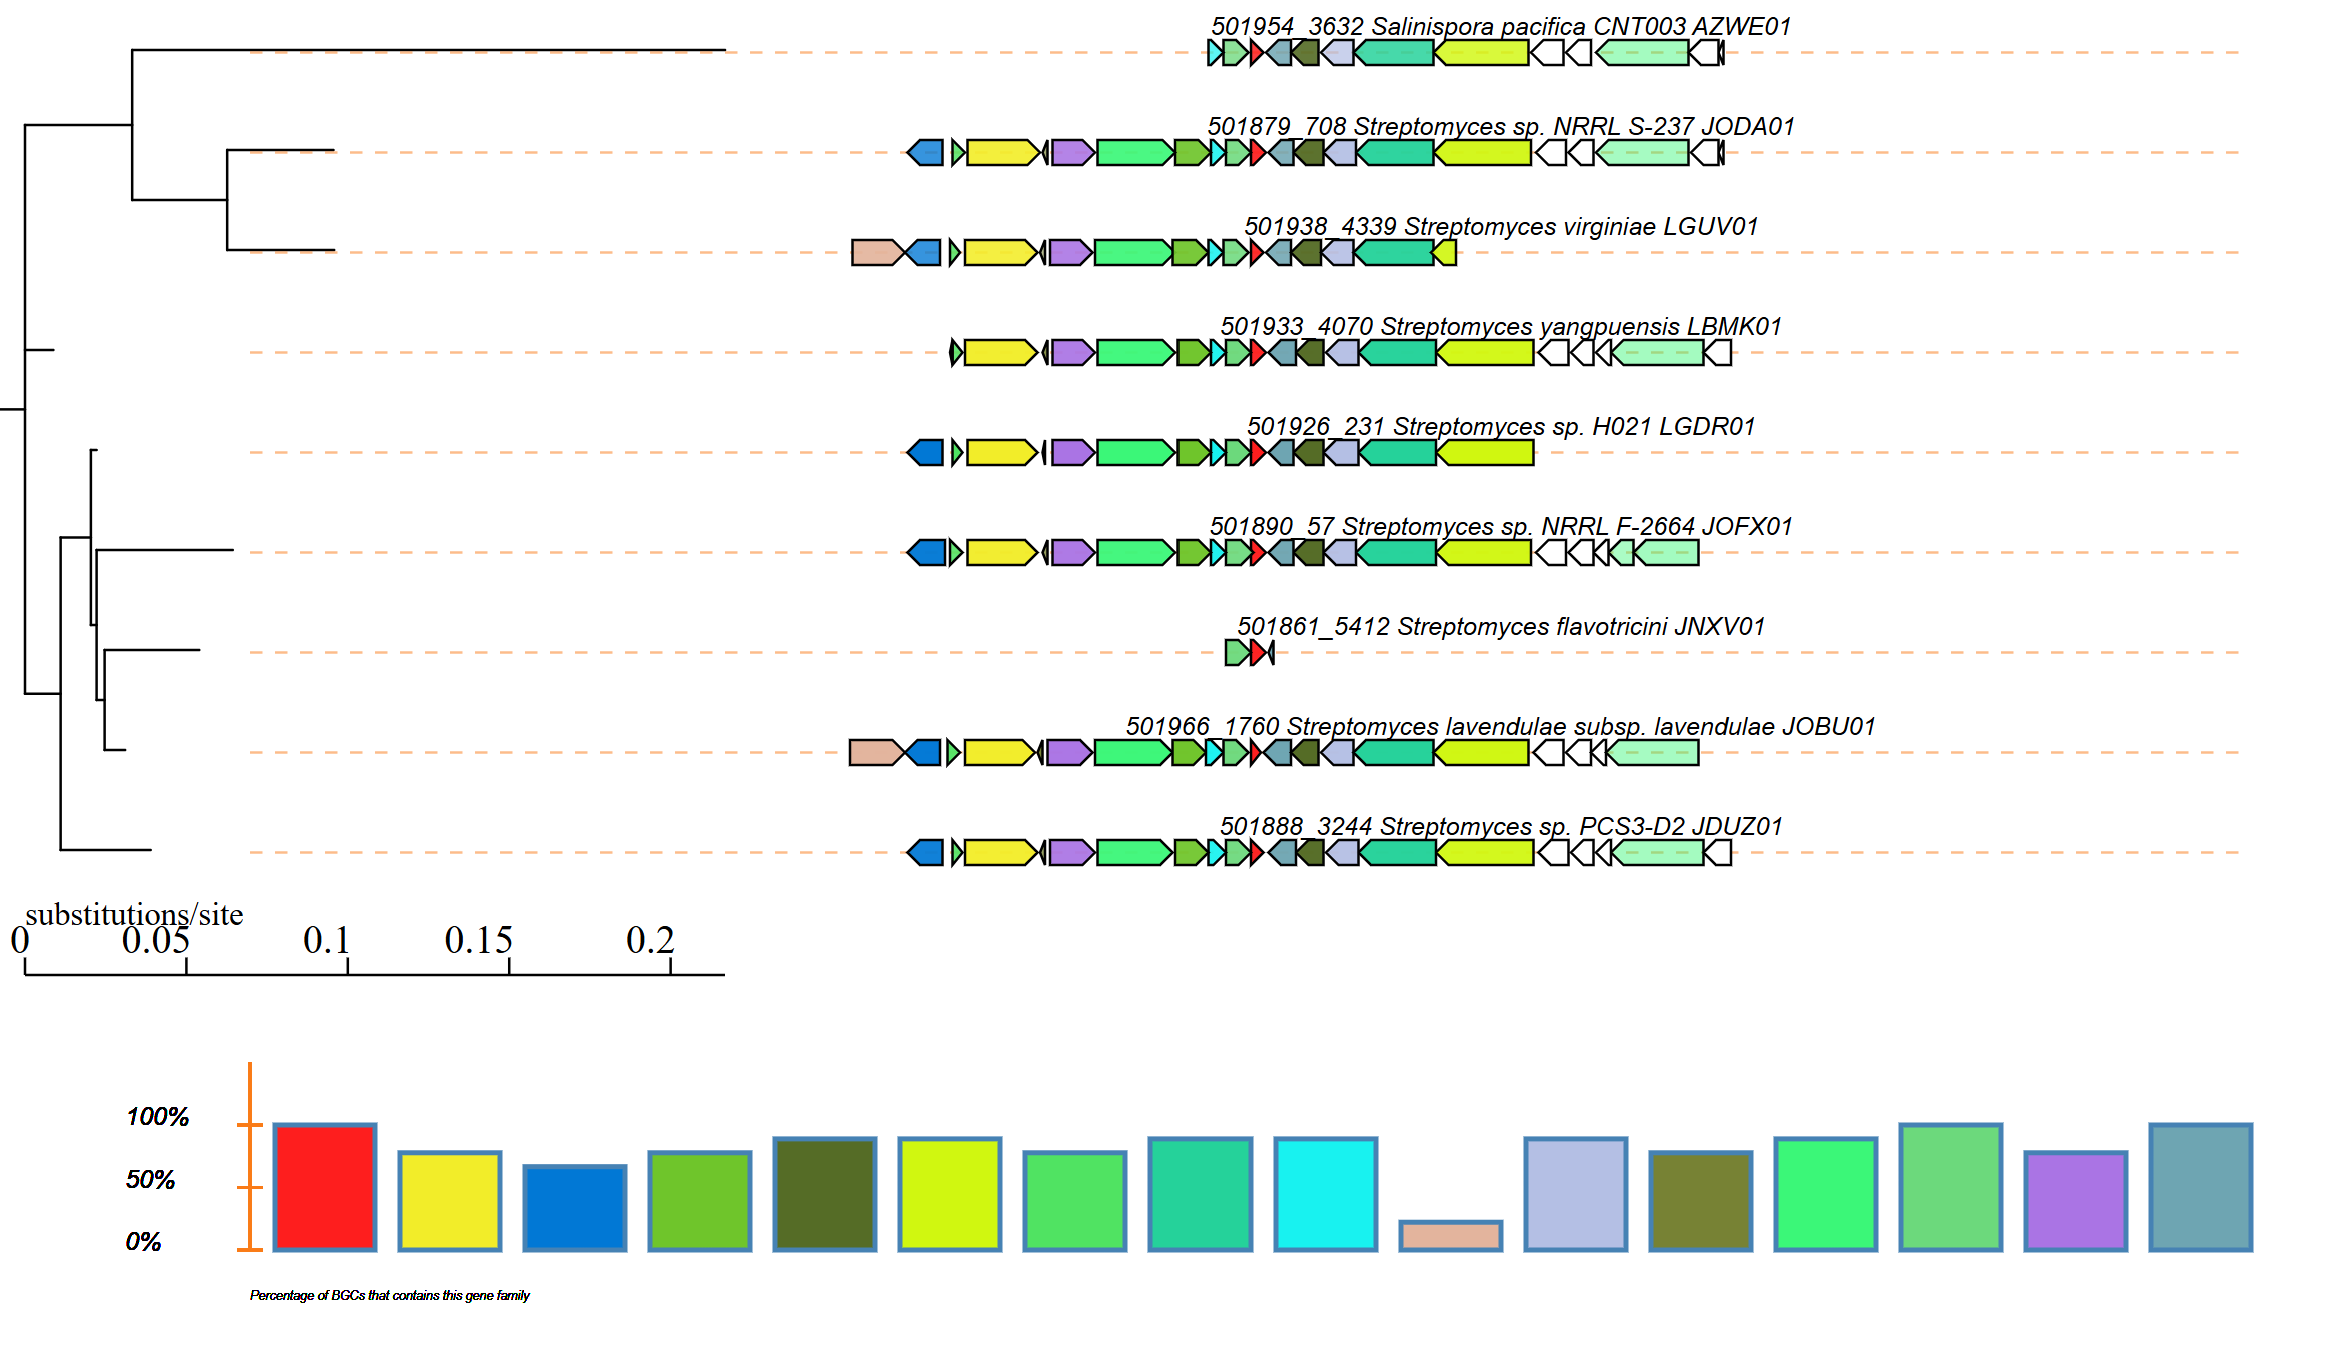 501954_3632 Salinispora pacifica CNT003 AZWE01
501879_708 Streptomyces sp. NRRL S-237 JODA01
501938_4339 Streptomyces virginiae LGUV01
501933_4070 Streptomyces yangpuensis LBMK01
501926_231 Streptomyces sp. H021 LGDR01
501890_57 Streptomyces sp. NRRL F-2664 JOFX01
501861_5412 Streptomyces flavotricini JNXV01
501966_1760 Streptomyces lavendulae subsp. lavendulae JOBU01
501888_3244 Streptomyces sp. PCS3-D2 JDUZ01
substitutions/site
0 0.05 0.1 0.15 0.2
100%
50%
0%
Percentage of BGCs that contains this gene family